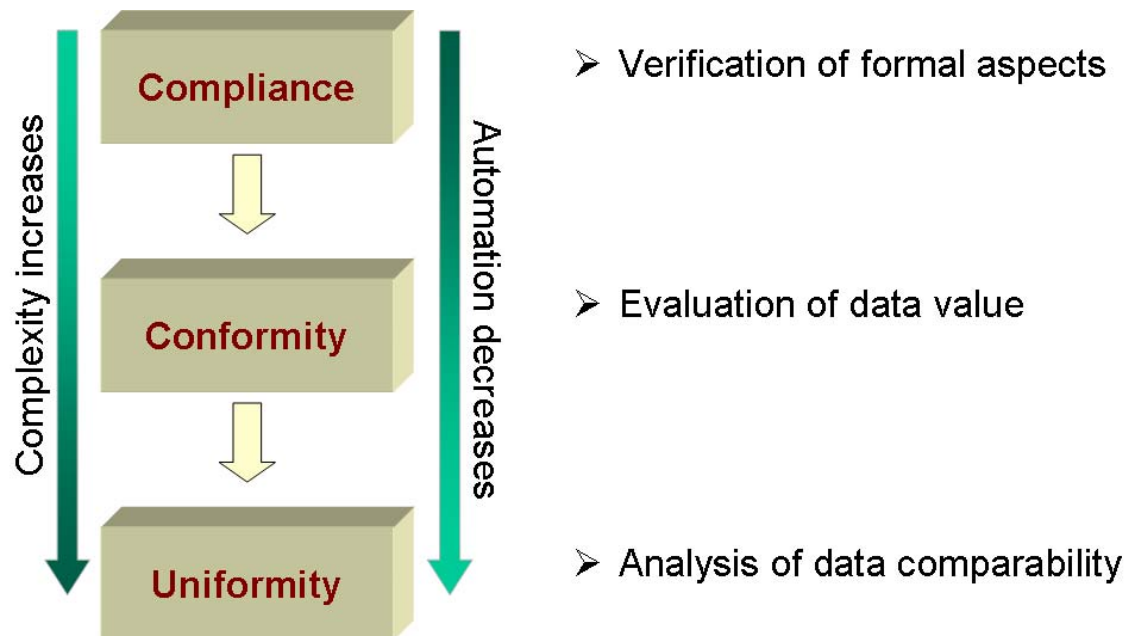 Compliance
Verification of formal aspects
Complexity increases
Automation decreases
Conformity
Evaluation of data value
Uniformity
Analysis of data comparability